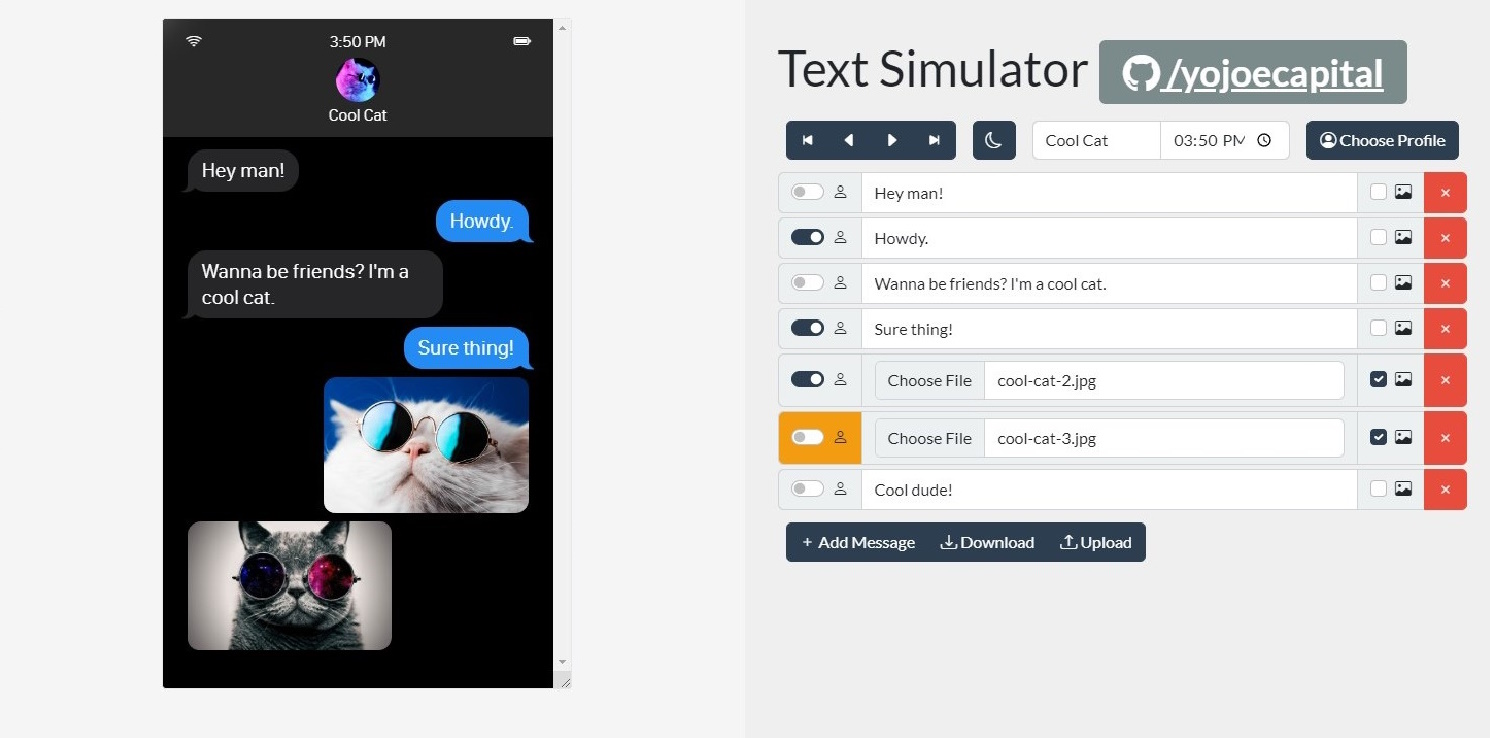 3:50 PM
Cool Cat
Hey man!
Howdy.
Wanna be friends? I'm a
cool cat.
Sure thing!
Text Simulator /yojoecapital
Cool Cat 03:50 PM Choose Profile
Hey man!
Howdy.
Wanna be friends? I'm a cool cat.
Sure thing!
Choose File cool-cat-2.jpg
Choose File cool-cat-3.jpg
Cool dude!
+ Add Message Download Upload